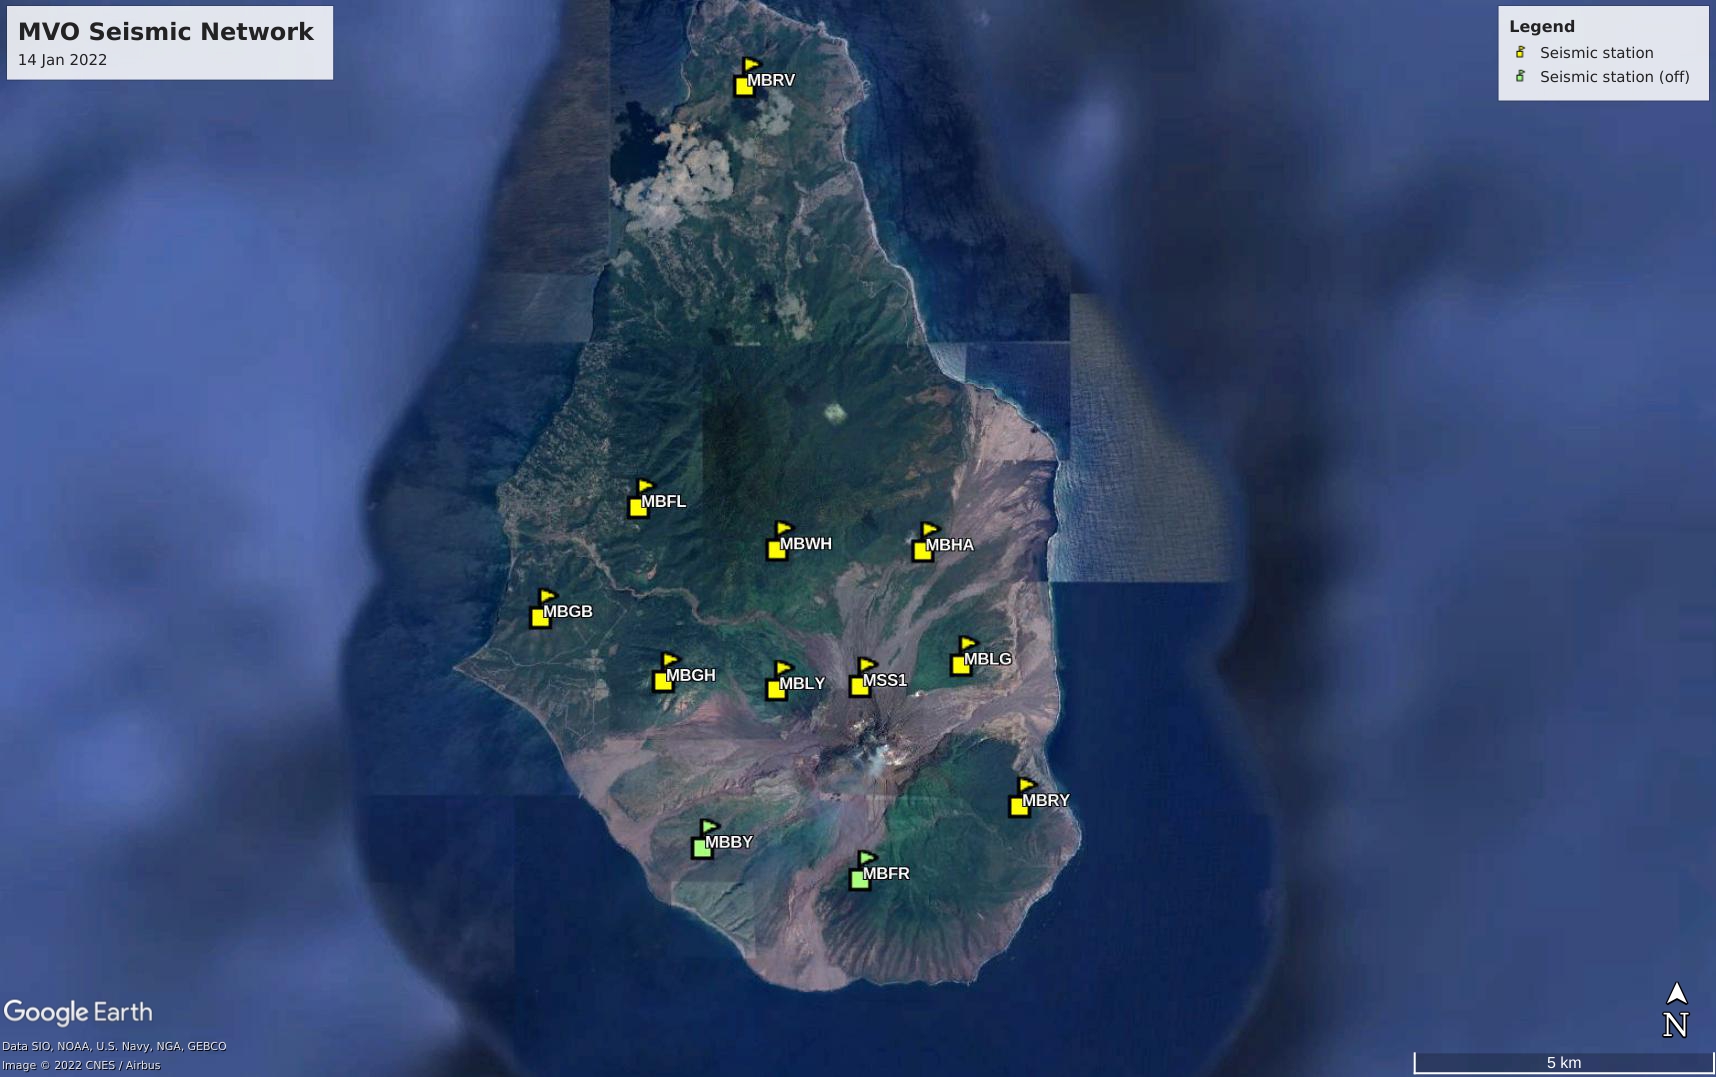 MVO Seismic Network
14 Jan 2022
Legend
Seismic station
Seismic station (off)
MBRV
MBFL
MBWH
MBHA
MBGB
MBLG
MBGH
MBLY
MSS1
MBRY
MBBY
MBFR
Google Earth
Data SIO, NOAA, U.S. Navy, NGA, GEBCO
Image © 2022 CNES / Airbus
N
5 km